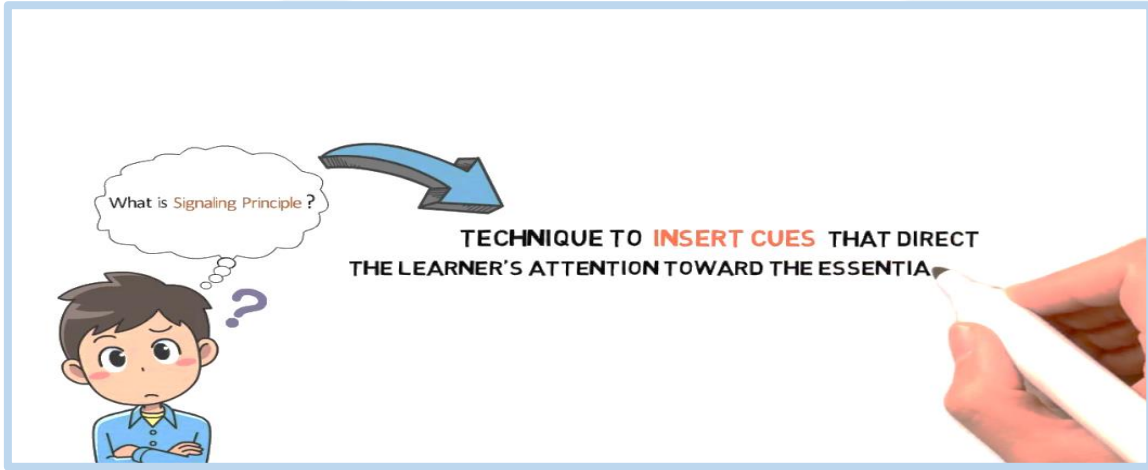 What is Signaling Principle ?
?
TECHNIQUE TO INSERT CUES THAT DIRECT
THE LEARNER'S ATTENTION TOWARD THE ESSENTIA